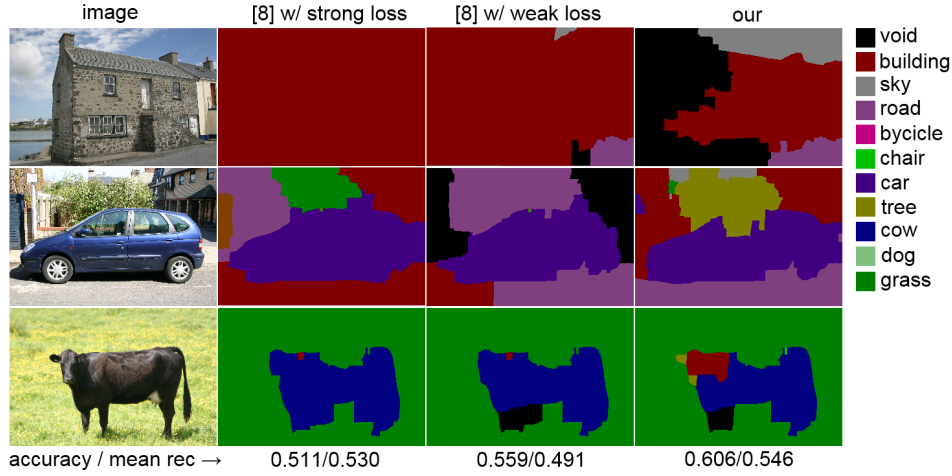 image
[8] w/ strong loss
[8] w/ weak loss
our
void
building
sky
road
bycicle
chair
car
tree
cow
dog
grass
accuracy / mean rec →
0.511/0.530
0.559/0.491
0.606/0.546